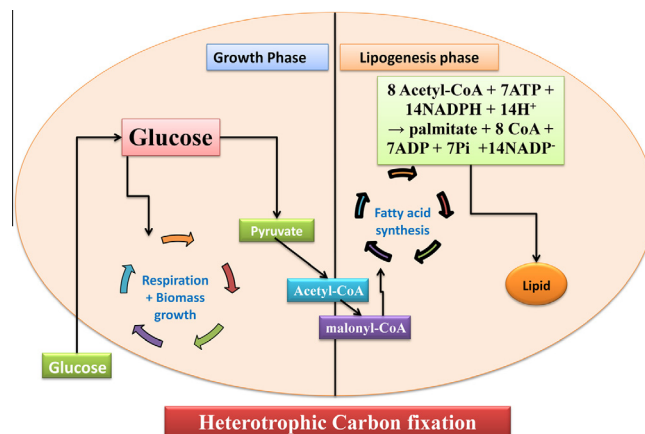 Growth Phase
Lipogenesis phase
8 Acetyl-CoA + 7ATP +
14NADPH + 14H⁺
→ palmitate + 8 CoA +
7ADP + 7Pi +14NADP⁻
Glucose
Pyruvate
Fatty acid
synthesis
Respiration
+ Biomass
growth
Acetyl-CoA
Lipid
malonyl-CoA
Glucose
Heterotrophic Carbon fixation